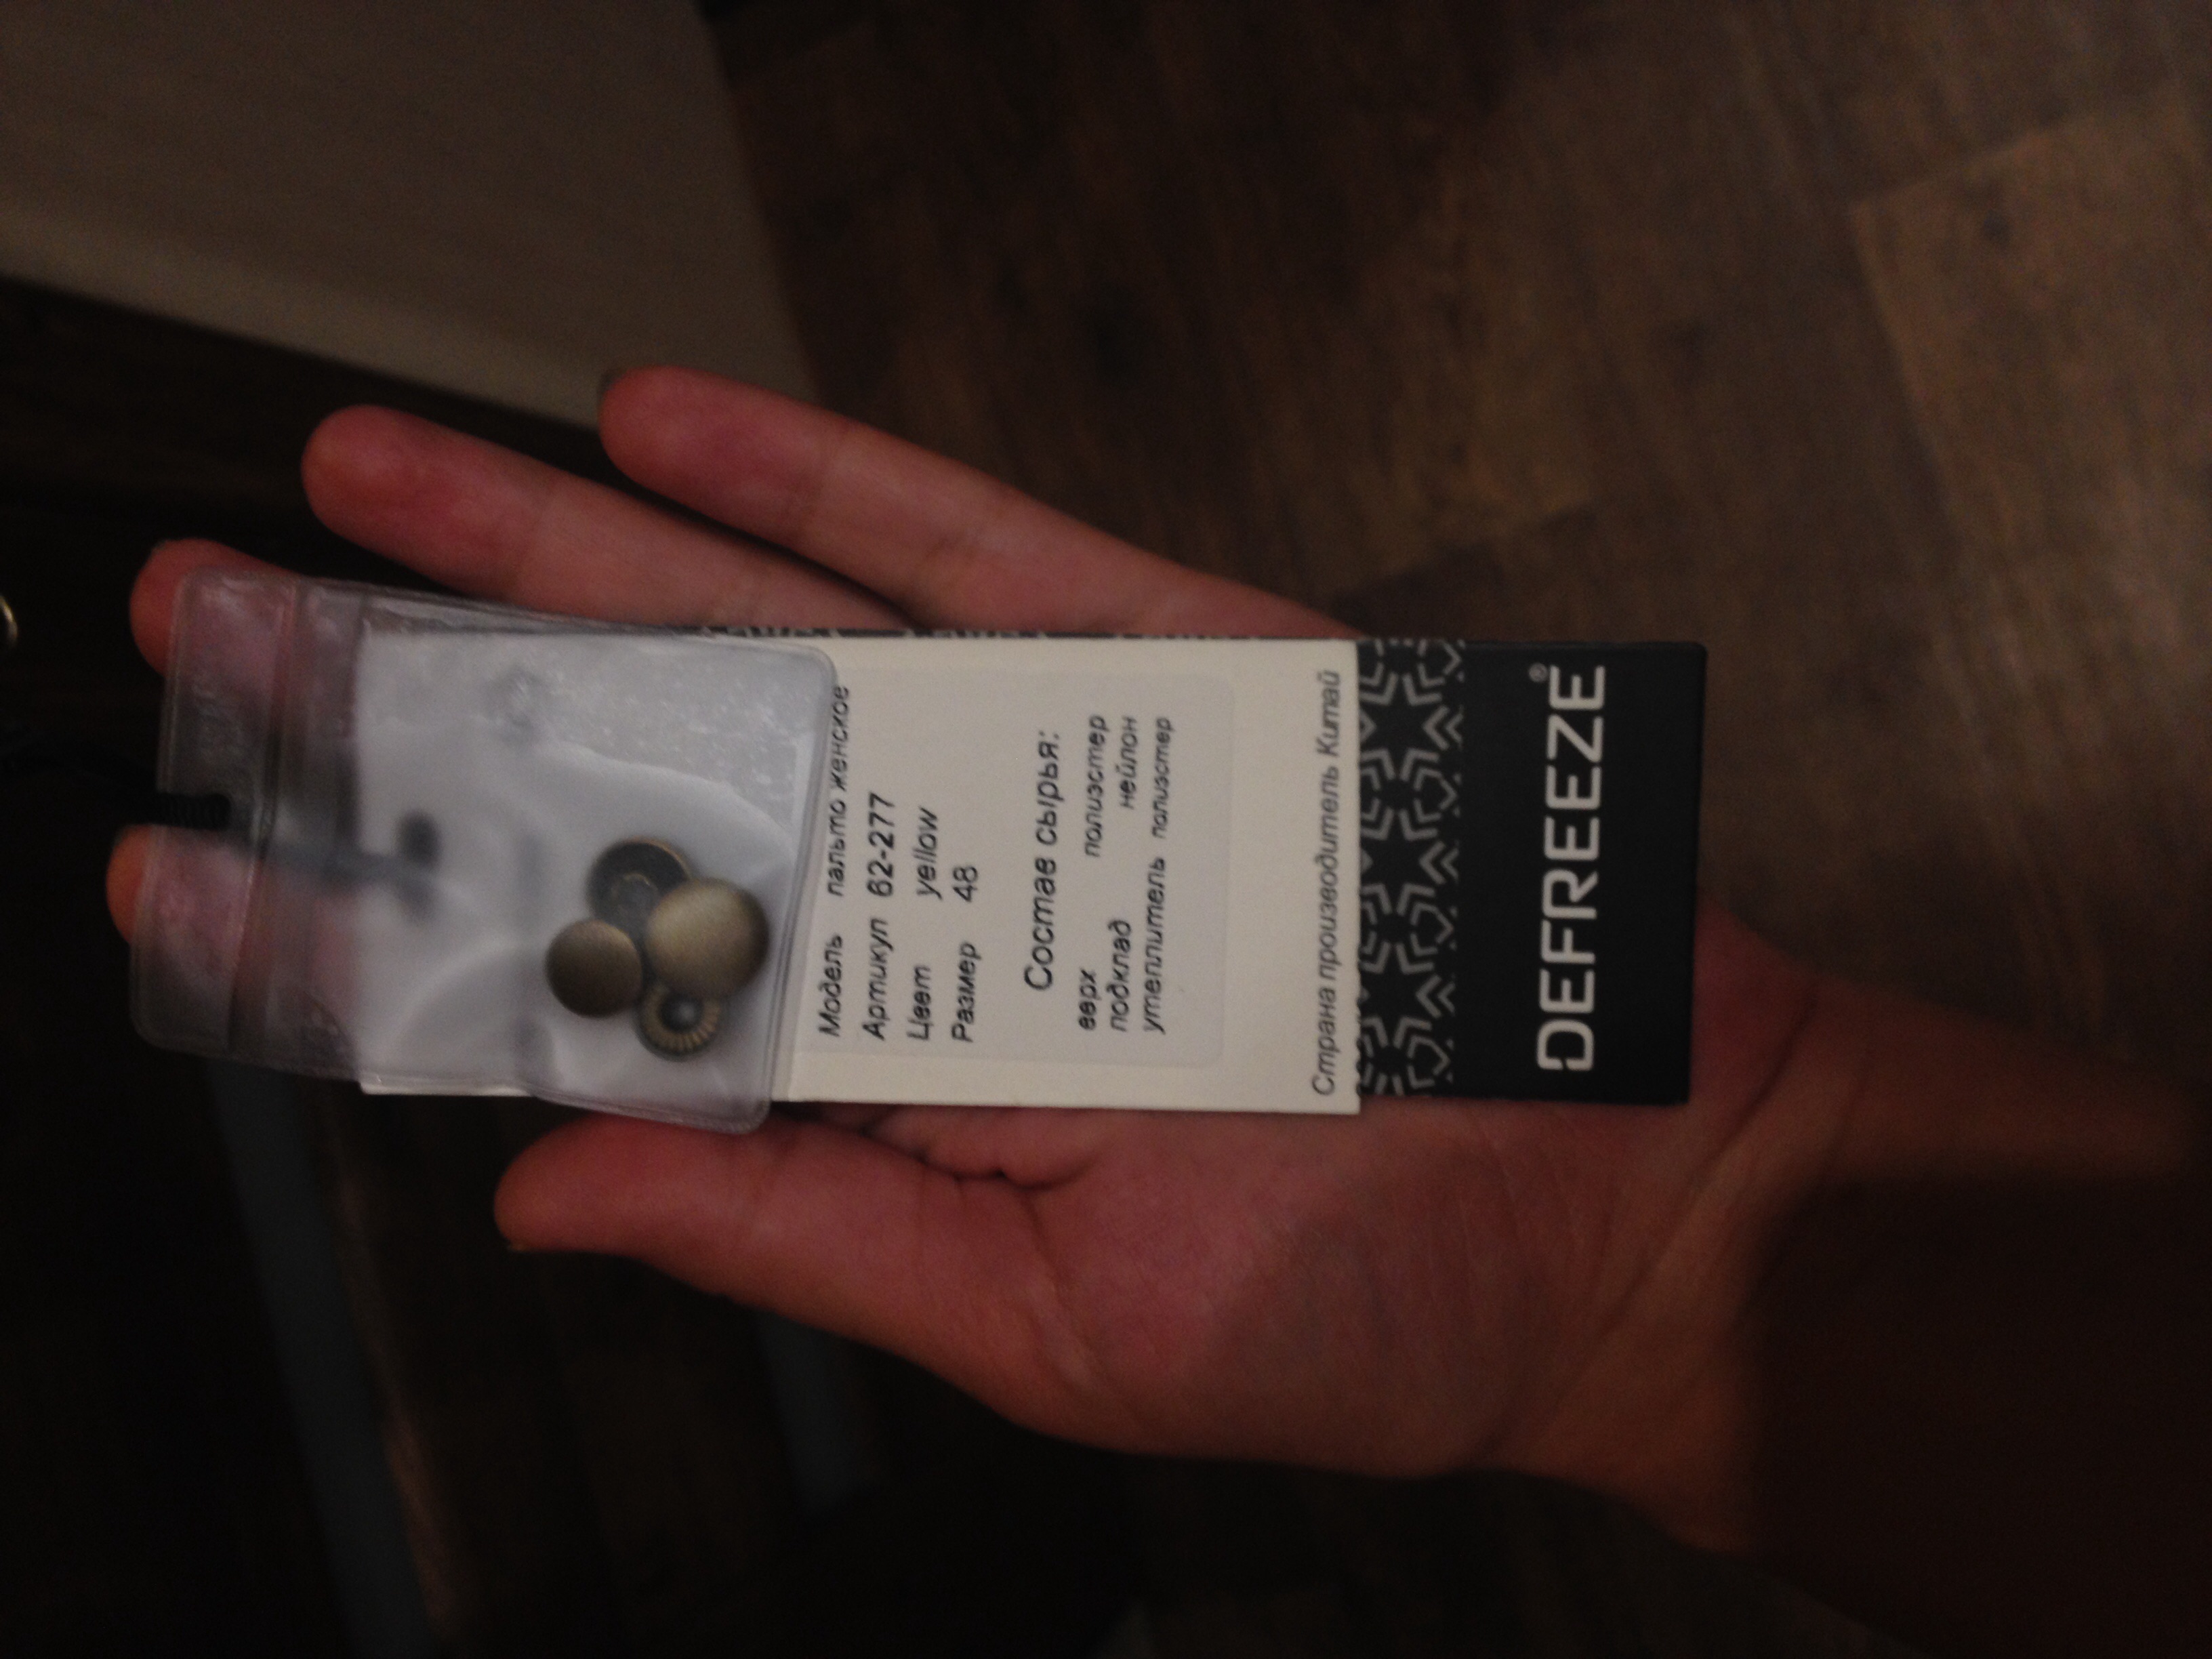 Модель пальто женское
Артикул 62-277
Цвет yellow
Размер 48
Состав сырья:
верх полиэстер
подклад нейлон
утеплитель полиэстер
Страна производитель Китай
DEFREEZE®